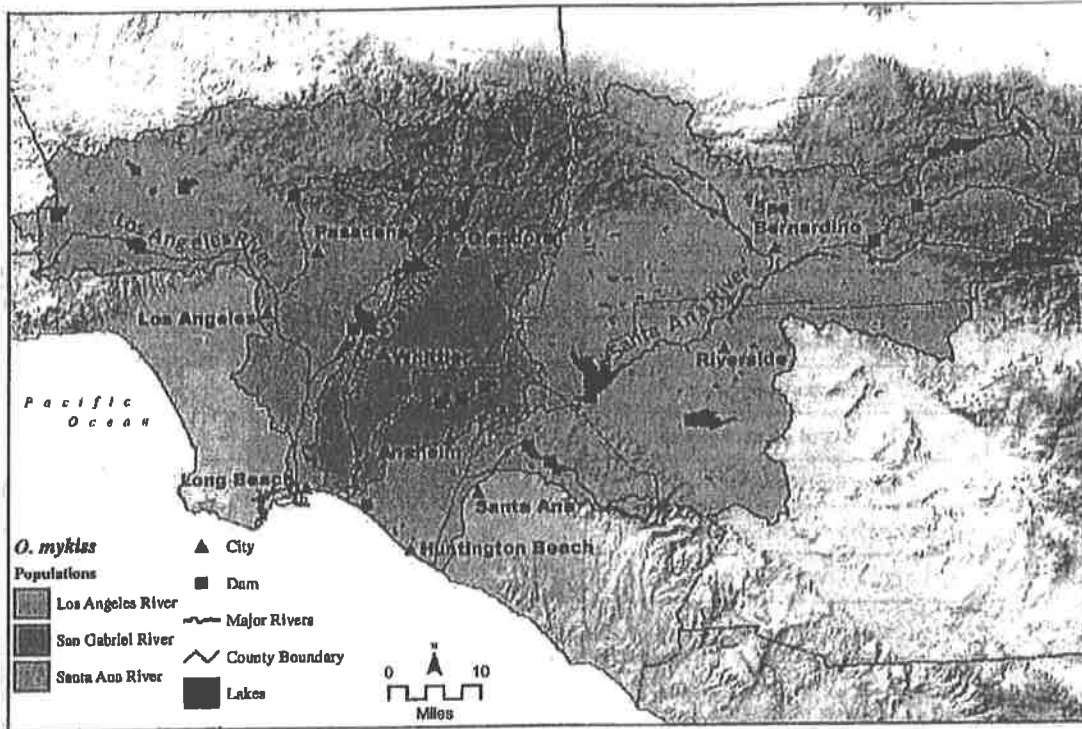 Los Angeles River
Pasadena
Glendora
San Bernardino
Los Angeles
Whittier
Santa Ana River
Riverside
Pacific
Ocean
Anaheim
Long Beach
Santa Ana
Huntington Beach
O. mykiss
Populations
Los Angeles River
San Gabriel River
Santa Ana River
City
Dam
Major Rivers
County Boundary
Lakes
N
0 10
Miles